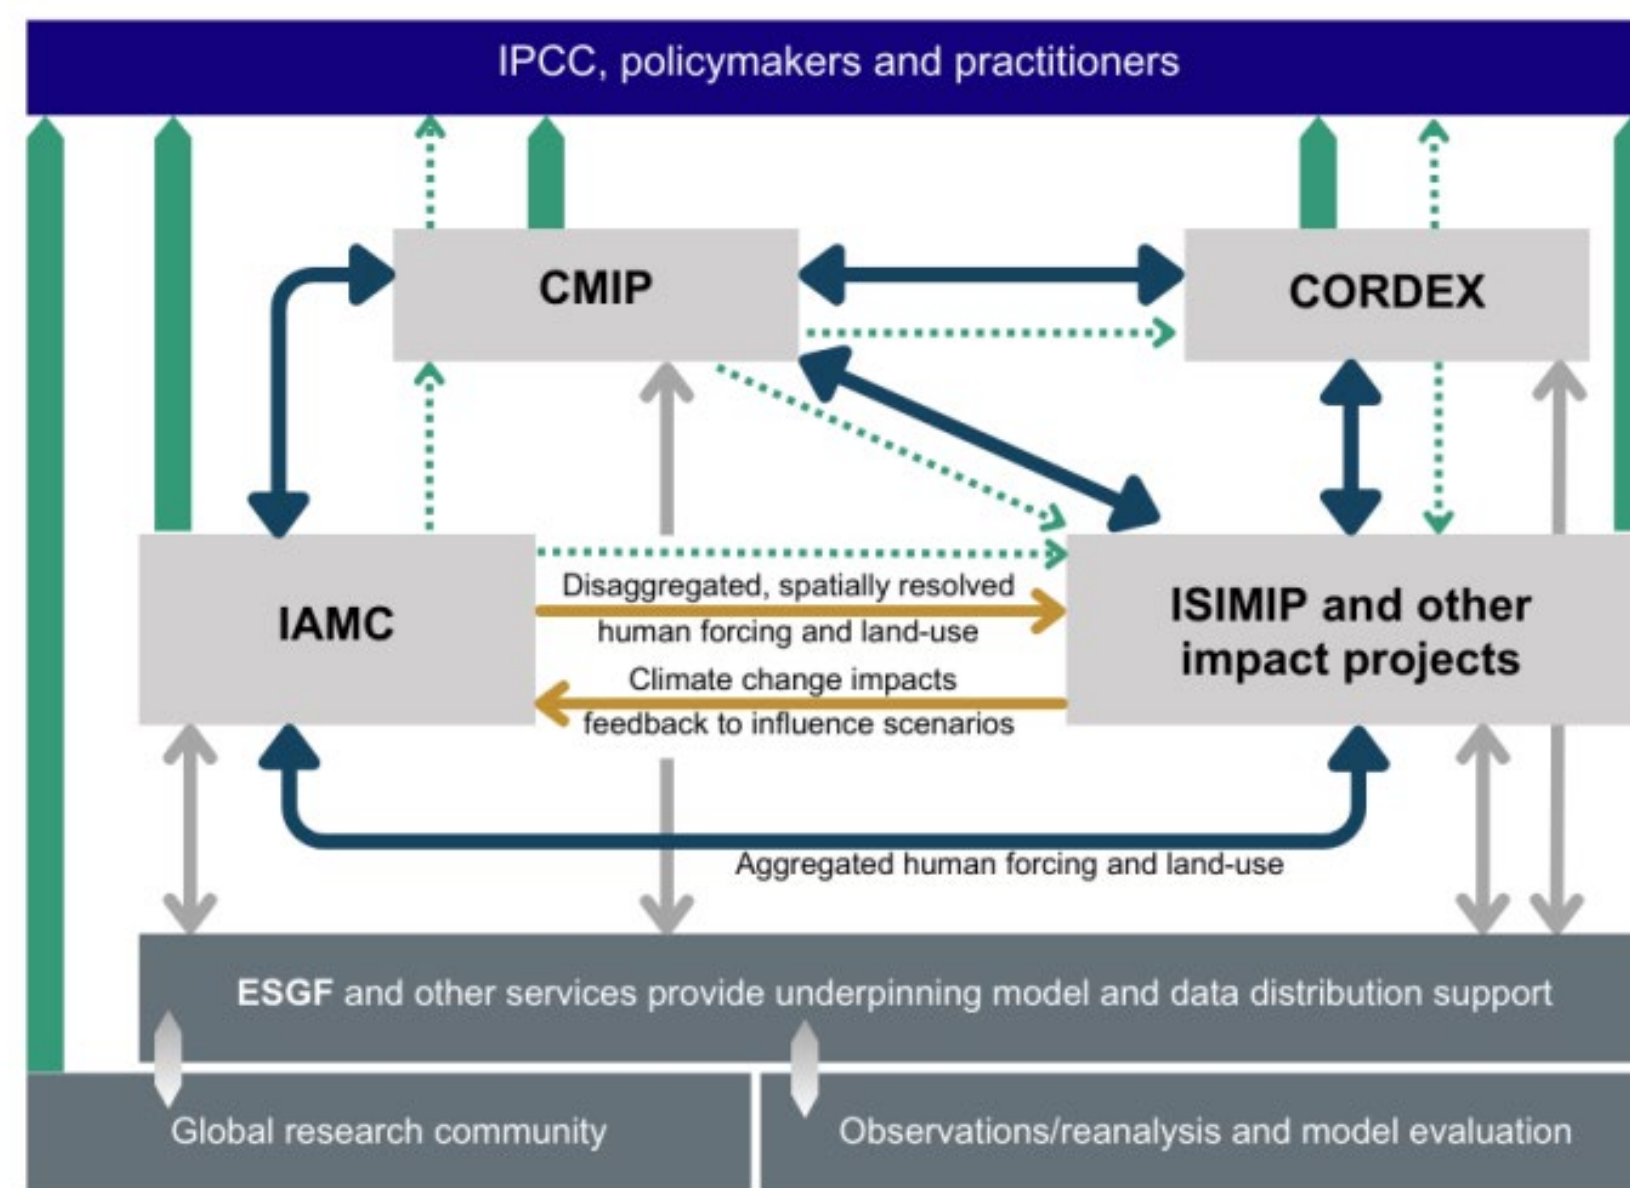 IPCC, policymakers and practitioners
CMIP
CORDEX
IAMC
Disaggregated, spatially resolved
human forcing and land-use
Climate change impacts
feedback to influence scenarios
ISIMIP and other
impact projects
Aggregated human forcing and land-use
ESGF and other services provide underpinning model and data distribution support
Global research community
Observations/reanalysis and model evaluation